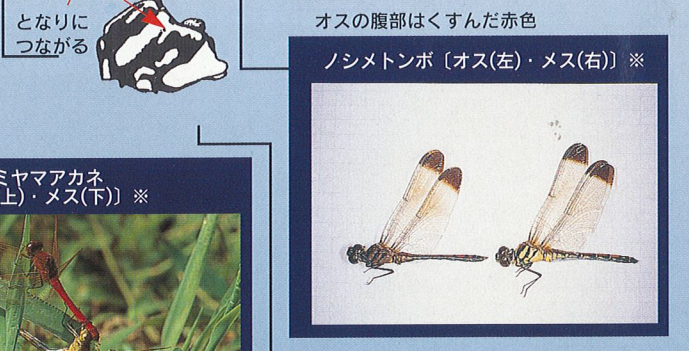 となりに
つながる
オスの腹部はくすんだ赤色
ノシメトンボ〔オス(左)・メス(右)〕※
ミヤマアカネ
上)・メス(下)〕※